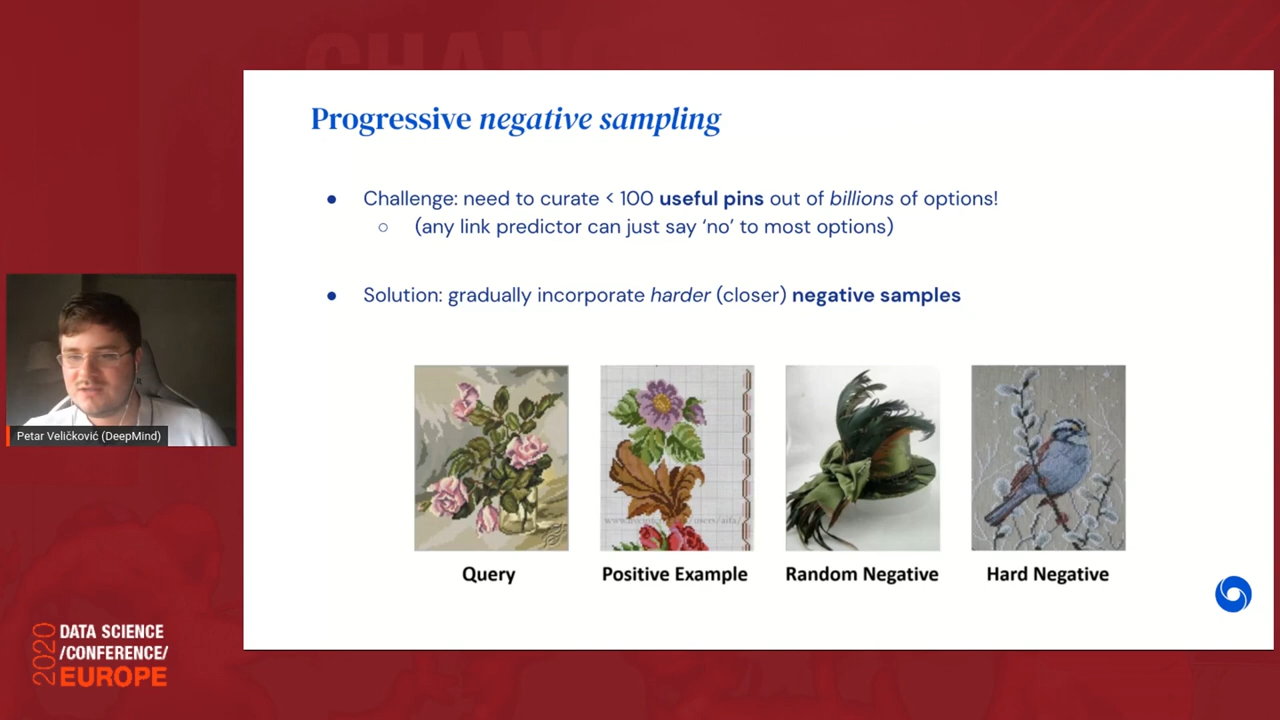 CHAN
Progressive negative sampling
● Challenge: need to curate < 100 useful pins out of billions of options!
○ (any link predictor can just say ‘no’ to most options)
● Solution: gradually incorporate harder (closer) negative samples
Query
Positive Example
Random Negative
Hard Negative
Petar Veličković (DeepMind)
2020
DATA SCIENCE
/CONFERENCE/
EUROPE